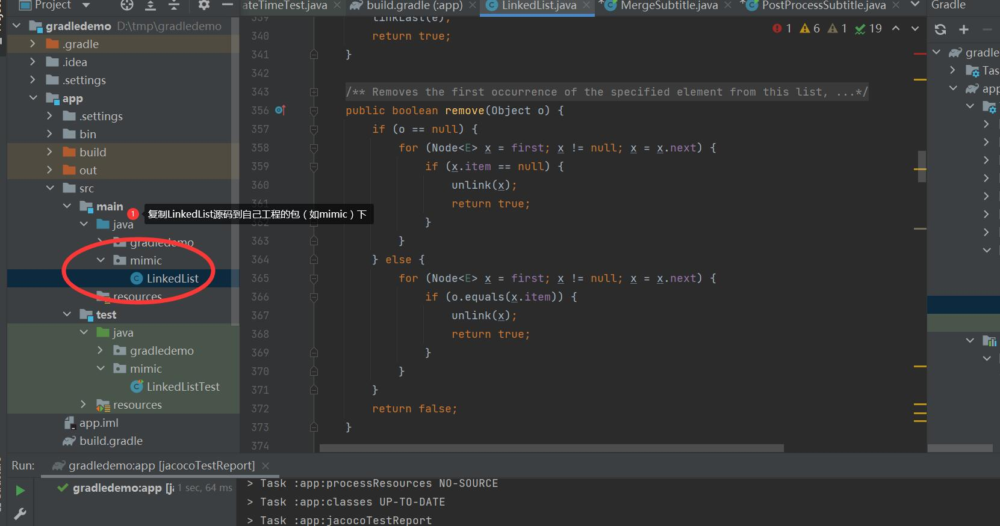 Project
ateTimeTest.java
build.gradle (:app)
LinkedList.java
MergeSubtitle.java
PostProcessSubtitle.java
Gradle
gradledemo D:\tmp\gradledemo
.gradle
.idea
.settings
app
.settings
bin
build
out
src
main
1 复制LinkedList源码到自己工程的包（如mimic）下
java
gradledemo
mimic
LinkedList
resources
test
java
gradledemo
mimic
LinkedListTest
resources
app.iml
build.gradle
1 6 1 19
339 linkLast(e);
340 return true;
341 }
342
343 /** Removes the first occurrence of the specified element from this list, ...*/
356 public boolean remove(Object o) {
357 if (o == null) {
358 for (Node<E> x = first; x != null; x = x.next) {
359 if (x.item == null) {
360 unlink(x);
361 return true;
362 }
363 }
364 } else {
365 for (Node<E> x = first; x != null; x = x.next) {
366 if (o.equals(x.item)) {
367 unlink(x);
368 return true;
369 }
370 }
371 }
372 return false;
373 }
374
gradle
Tas
app
Run: gradledemo:app [jacocoTestReport]
gradledemo:app [ja 1 sec, 64 ms
> Task :app:processResources NO-SOURCE
> Task :app:classes UP-TO-DATE
> Task :app:jacocoTestReport